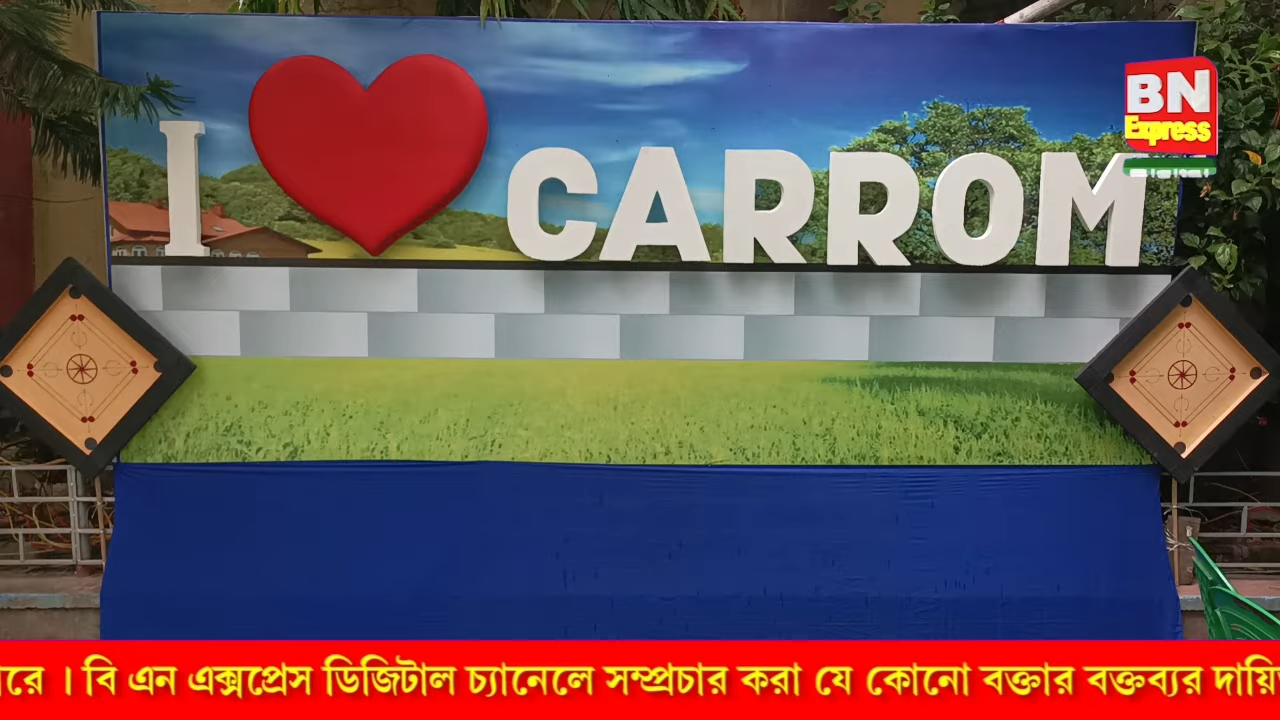 I CARROM
BN
Express
বি এন এক্সপ্রেস ডিজিটাল চ্যানেলে সম্প্রচার করা যে কোনো বক্তার বক্তব্যর